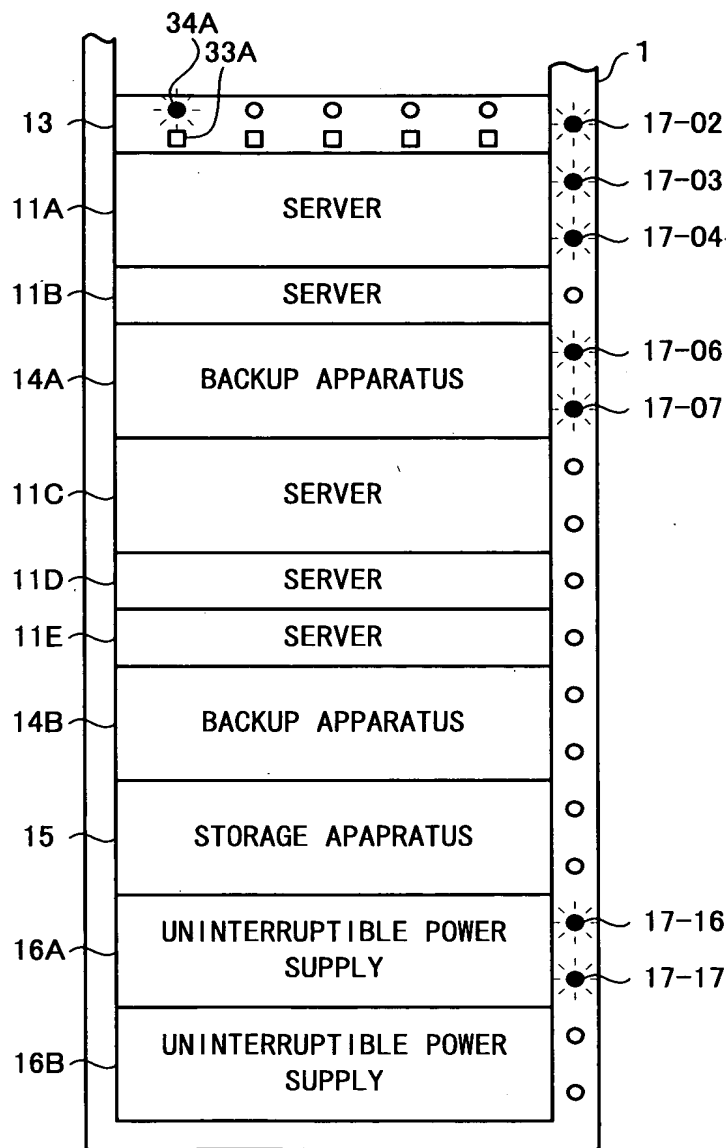 34A
33A
1
13
17-02
17-03
11A
SERVER
17-04
11B
SERVER
17-06
14A
BACKUP APPARATUS
17-07
11C
SERVER
11D
SERVER
11E
SERVER
14B
BACKUP APPARATUS
15
STORAGE APAPRATUS
16A
UNINTERRUPTIBLE POWER
SUPPLY
17-16
17-17
16B
UNINTERRUPTIBLE POWER
SUPPLY